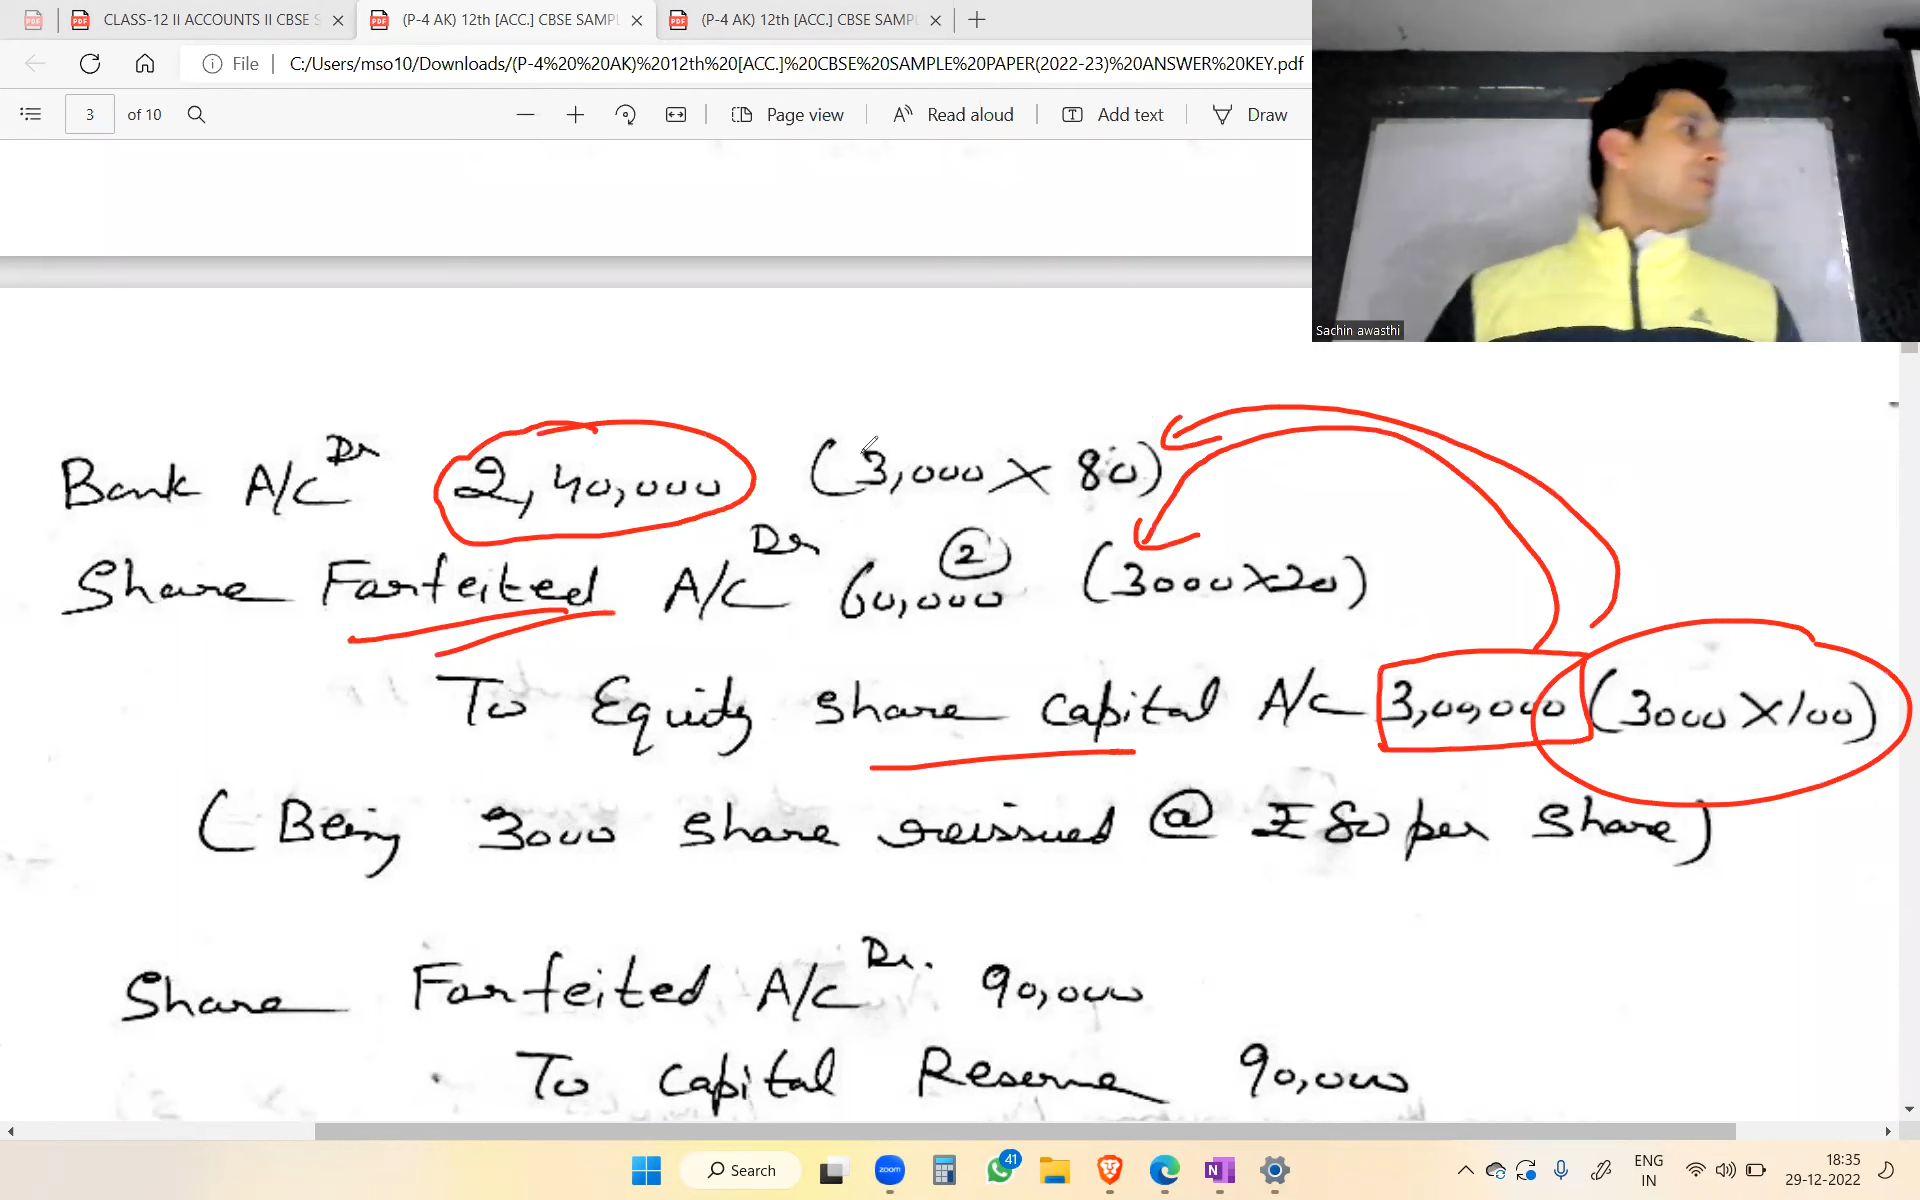 CLASS-12 II ACCOUNTS II CBSE S
(P-4 AK) 12th [ACC.] CBSE SAMPL
(P-4 AK) 12th [ACC.] CBSE SAMPL
File
C:/Users/mso10/Downloads/(P-4%20%20AK)%2012th%20[ACC.]%20CBSE%20SAMPLE%20PAPER(2022-23)%20ANSWER%20KEY.pdf
3 of 10
Page view
Read aloud
Add text
Draw
Sachin awasthi
adidas
Bank A/C Dr 2,40,000 (3,000 X 80)
Share Forfeited A/C Dr 60,000 (2) (3000X20)
To Equity Share Capital A/C 3,00,000 (3000 X 100)
(Being 3000 share reissued @ ₹ 80 per share)
Share Forfeited A/C Dr. 90,000
To Capital Reserve 90,000
Search
zoom
41
N
ENG
IN
18:35
29-12-2022